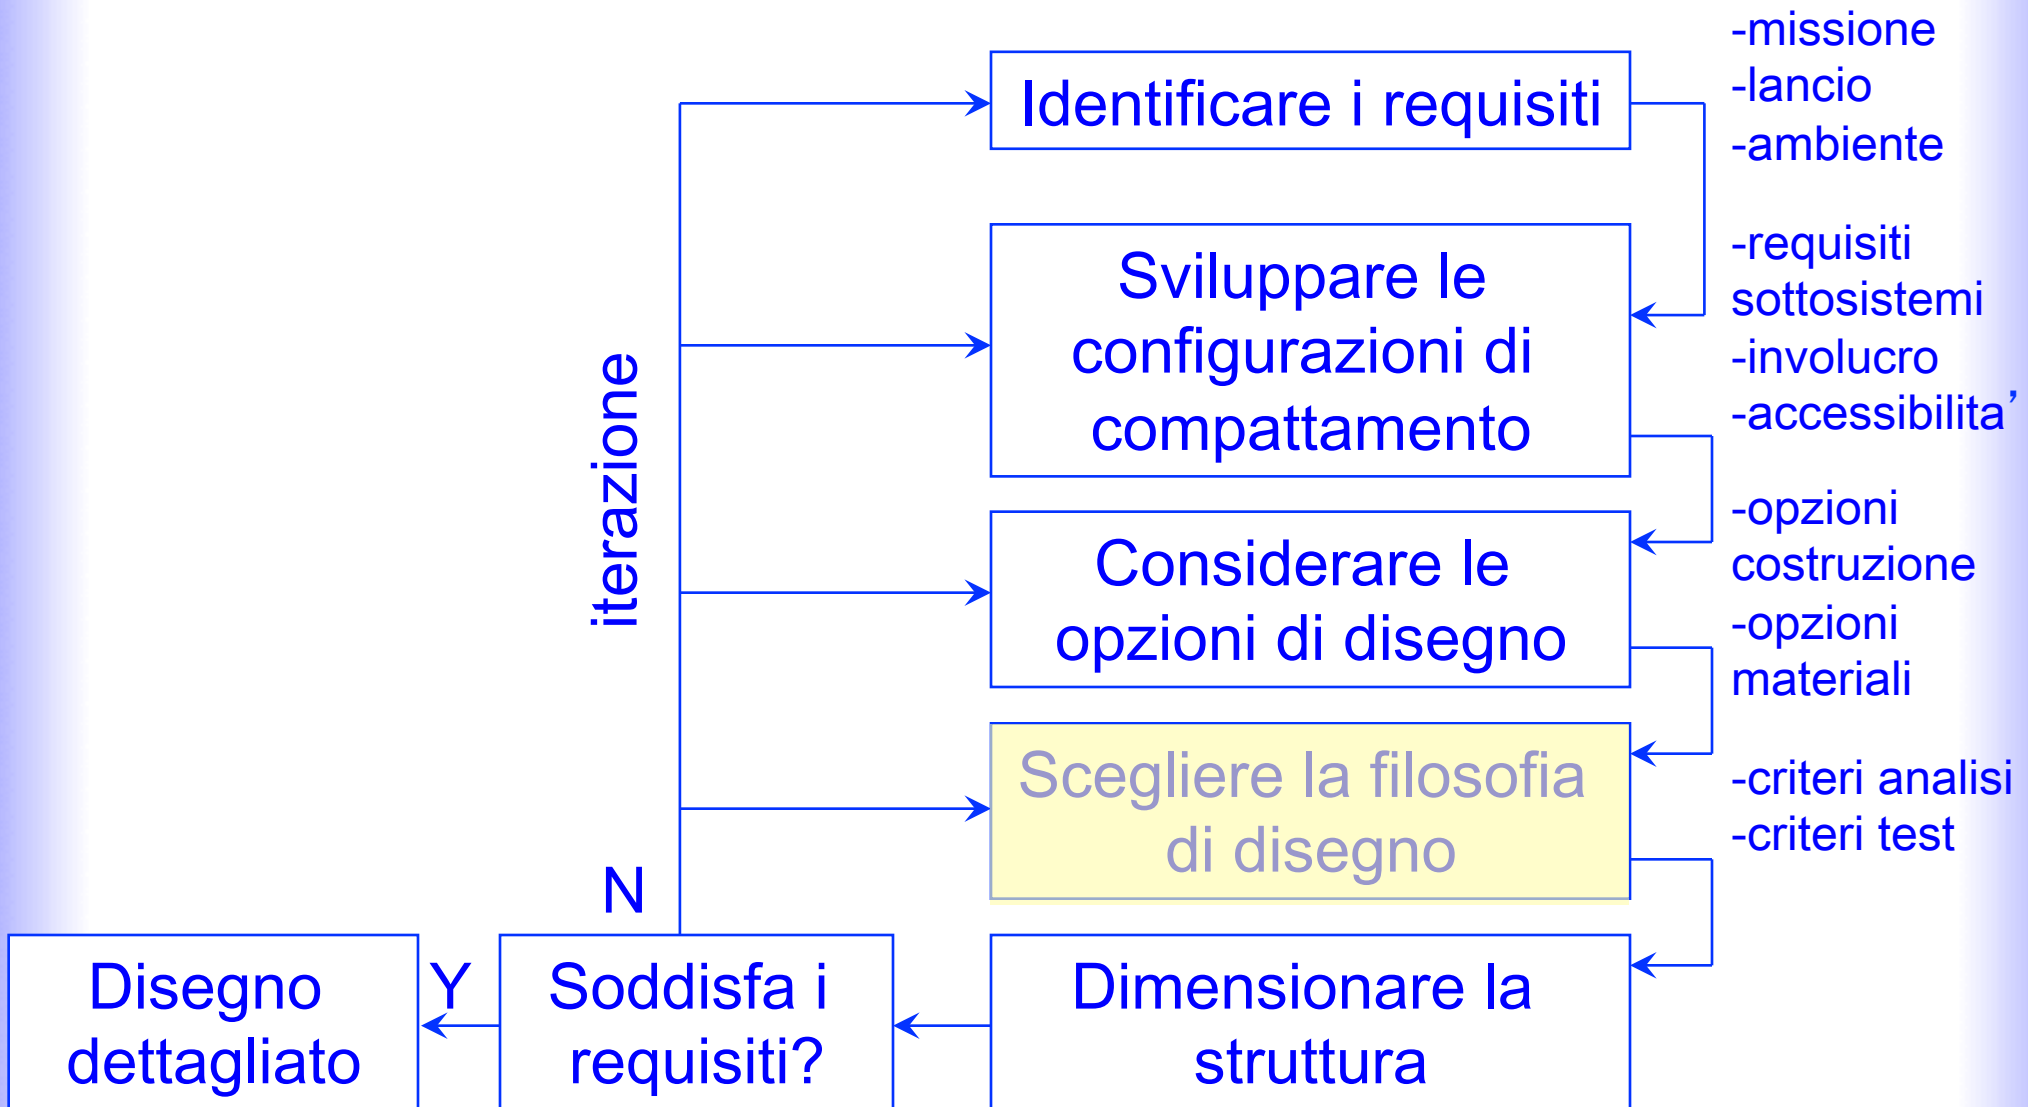 Identificare i requisiti
-missione
-lancio
-ambiente
Sviluppare le
configurazioni di
compattamento
-requisiti
sottosistemi
-involucro
-accessibilita’
iterazione
Considerare le
opzioni di disegno
-opzioni
costruzione
-opzioni
materiali
Scegliere la filosofia
di disegno
-criteri analisi
-criteri test
N
Disegno
dettagliato
Y
Soddisfa i
requisiti?
Dimensionare la
struttura